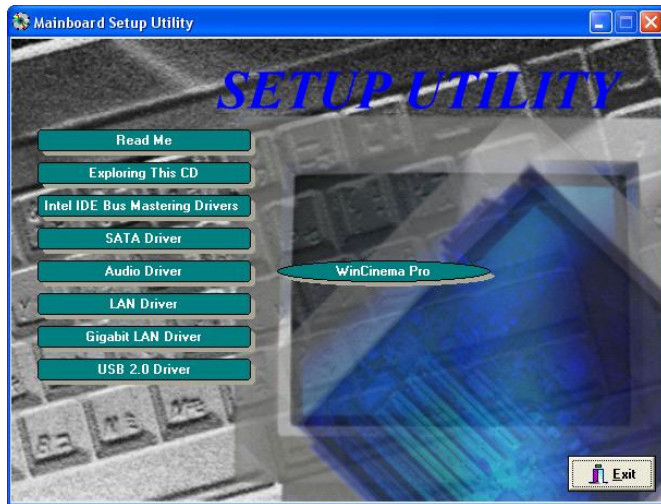 Mainboard Setup Utility
SETUP UTILITY
Read Me
Exploring This CD
Intel IDE Bus Mastering Drivers
SATA Driver
Audio Driver
WinCinema Pro
LAN Driver
Gigabit LAN Driver
USB 2.0 Driver
Exit